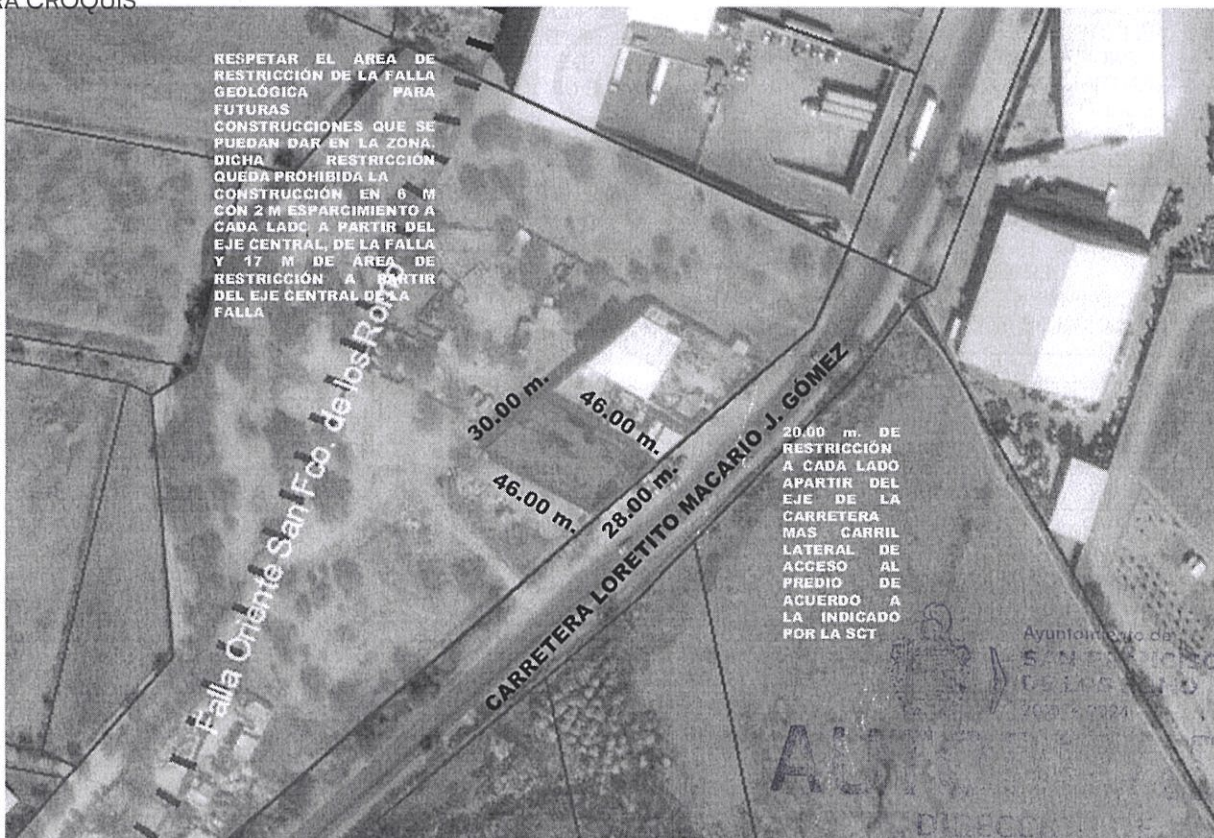 RA CROQUIS
RESPETAR EL AREA DE
RESTRICCIÓN DE LA FALLA
GEOLÓGICA PARA
FUTURAS
CONSTRUCCIONES QUE SE
PUEDAN DAR EN LA ZONA.
DICHA RESTRICCIÓN
QUEDA PROHIBIDA LA
CONSTRUCCIÓN EN 6 M
CON 2 M ESPARCIMIENTO A
CADA LADO A PARTIR DEL
EJE CENTRAL, DE LA FALLA
Y 17 M DE ÁREA DE
RESTRICCIÓN A PARTIR
DEL EJE CENTRAL DE LA
FALLA
Falla Oriente San Fco. de los Romo
30.00 m.
46.00 m.
46.00 m.
28.00 m.
CARRETERA LORETITO MACARIO J. GÓMEZ
20.00 m. DE
RESTRICCIÓN
A CADA LADO
APARTIR DEL
EJE DE LA
CARRETERA
MAS CARRIL
LATERAL DE
ACCESO AL
PREDIO DE
ACUERDO A
LA INDICADO
POR LA SCT
Ayuntamiento de